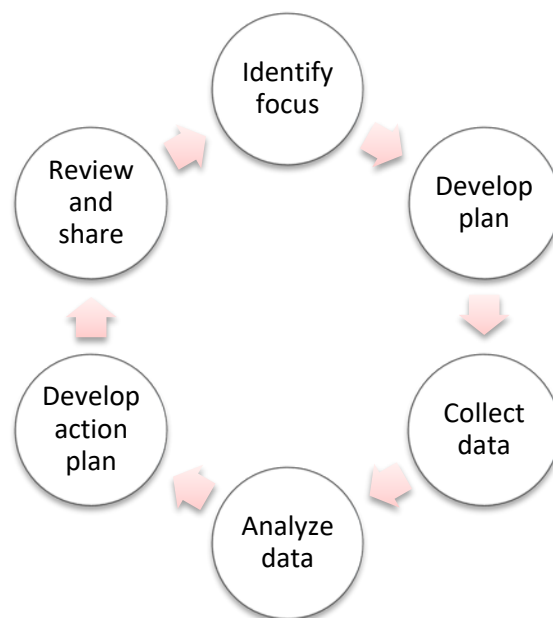 Identify
focus
Develop
plan
Collect
data
Analyze
data
Develop
action
plan
Review
and
share